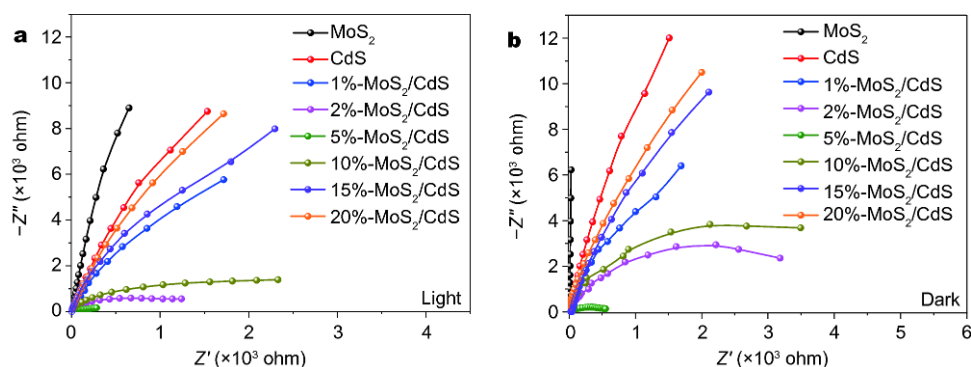 a
MoS₂
CdS
1%-MoS₂/CdS
2%-MoS₂/CdS
5%-MoS₂/CdS
10%-MoS₂/CdS
15%-MoS₂/CdS
20%-MoS₂/CdS
Light
12
10
8
6
4
2
0
0
1
2
3
4
−Z″ (×10³ ohm)
Z′ (×10³ ohm)
b
MoS₂
CdS
1%-MoS₂/CdS
2%-MoS₂/CdS
5%-MoS₂/CdS
10%-MoS₂/CdS
15%-MoS₂/CdS
20%-MoS₂/CdS
Dark
12
10
8
6
4
2
0
0
1
2
3
4
5
6
−Z″ (×10³ ohm)
Z′ (×10³ ohm)